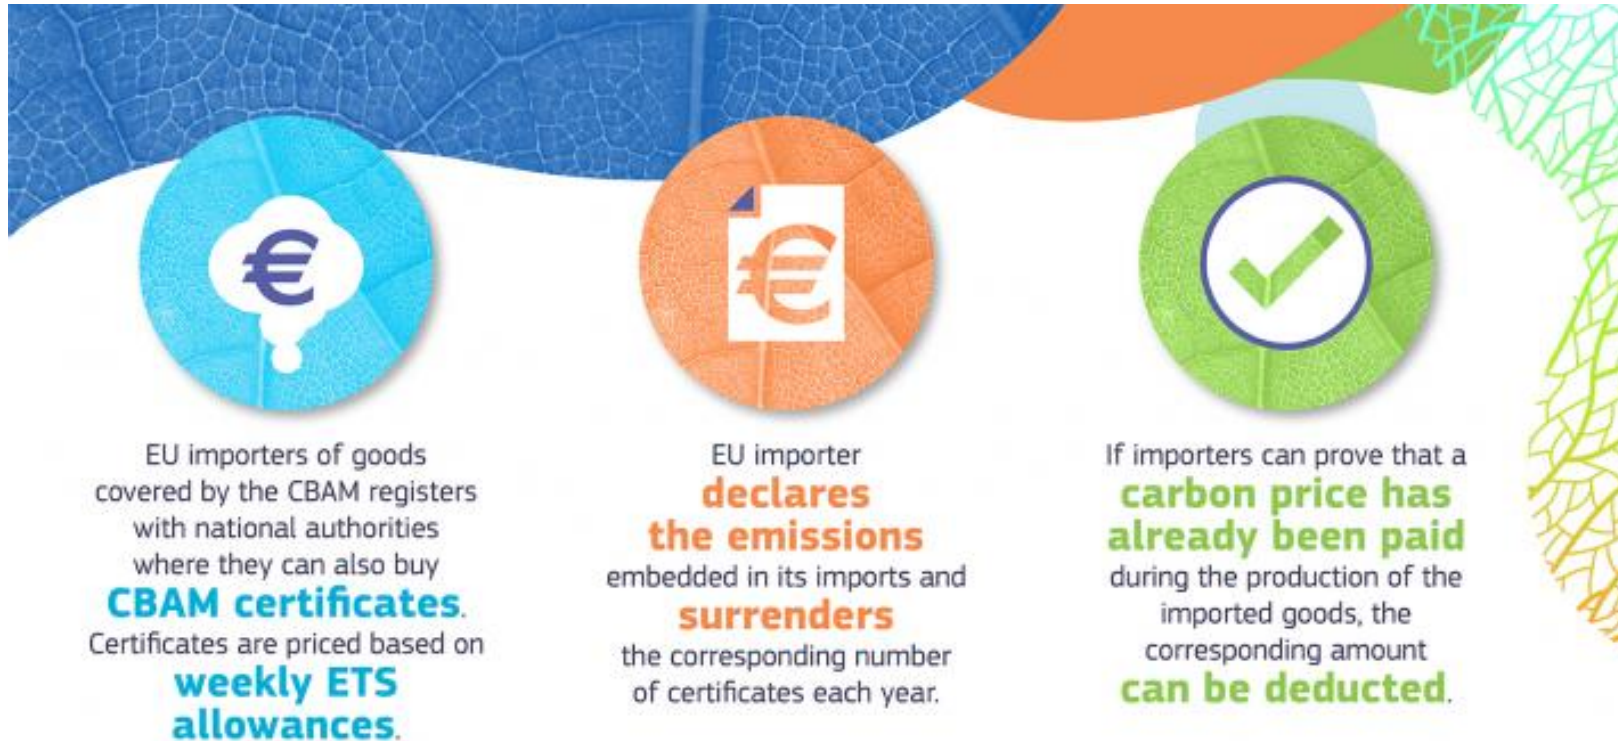 €
EU importers of goods
covered by the CBAM registers
with national authorities
where they can also buy
CBAM certificates.
Certificates are priced based on
weekly ETS
allowances.
€
EU importer
declares
the emissions
embedded in its imports and
surrenders
the corresponding number
of certificates each year.
If importers can prove that a
carbon price has
already been paid
during the production of the
imported goods, the
corresponding amount
can be deducted.